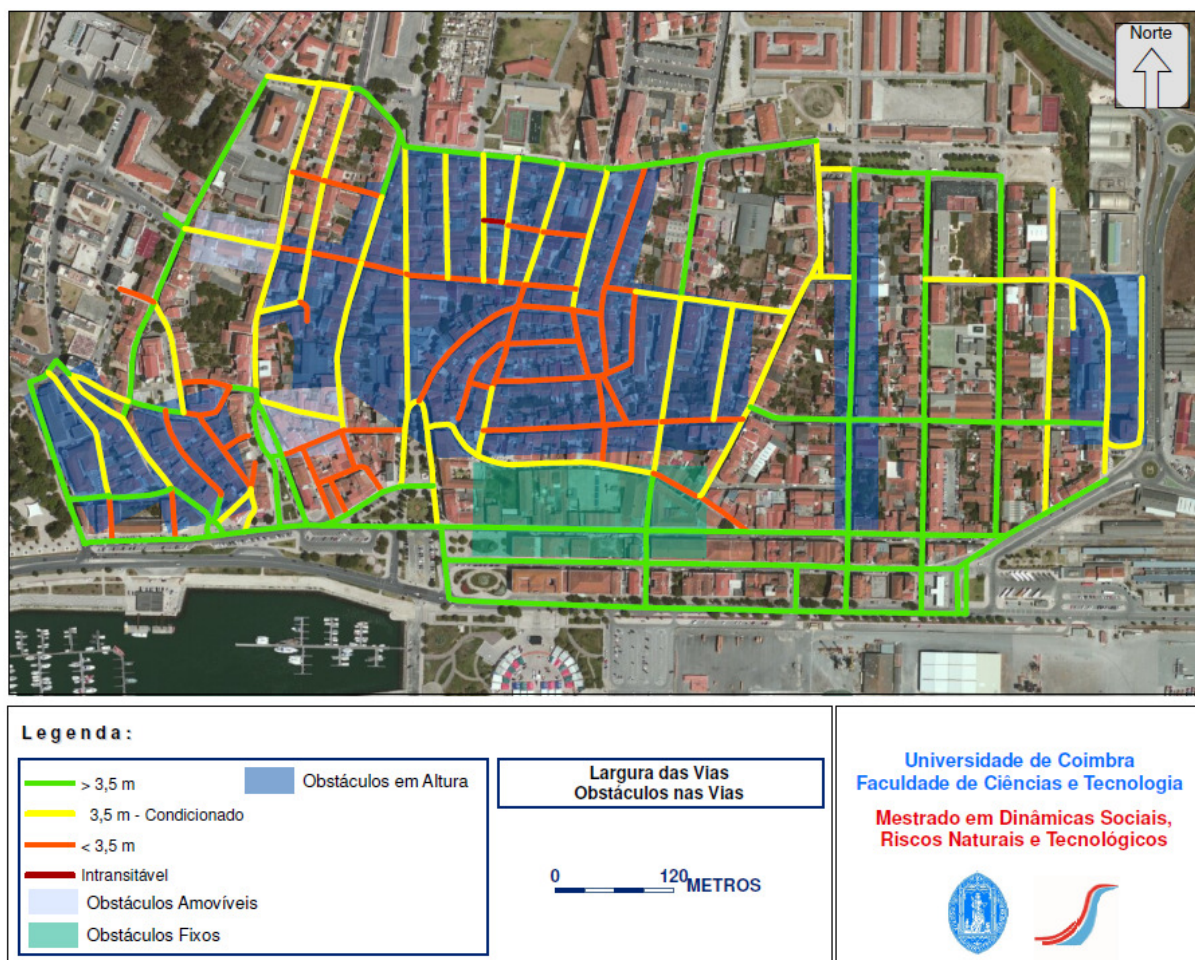 Norte
Legenda:
> 3,5 m
3,5 m - Condicionado
< 3,5 m
Intransitável
Obstáculos Amovíveis
Obstáculos Fixos
Obstáculos em Altura
Largura das Vias
Obstáculos nas Vias
0 120 METROS
Universidade de Coimbra
Faculdade de Ciências e Tecnologia
Mestrado em Dinâmicas Sociais,
Riscos Naturais e Tecnológicos